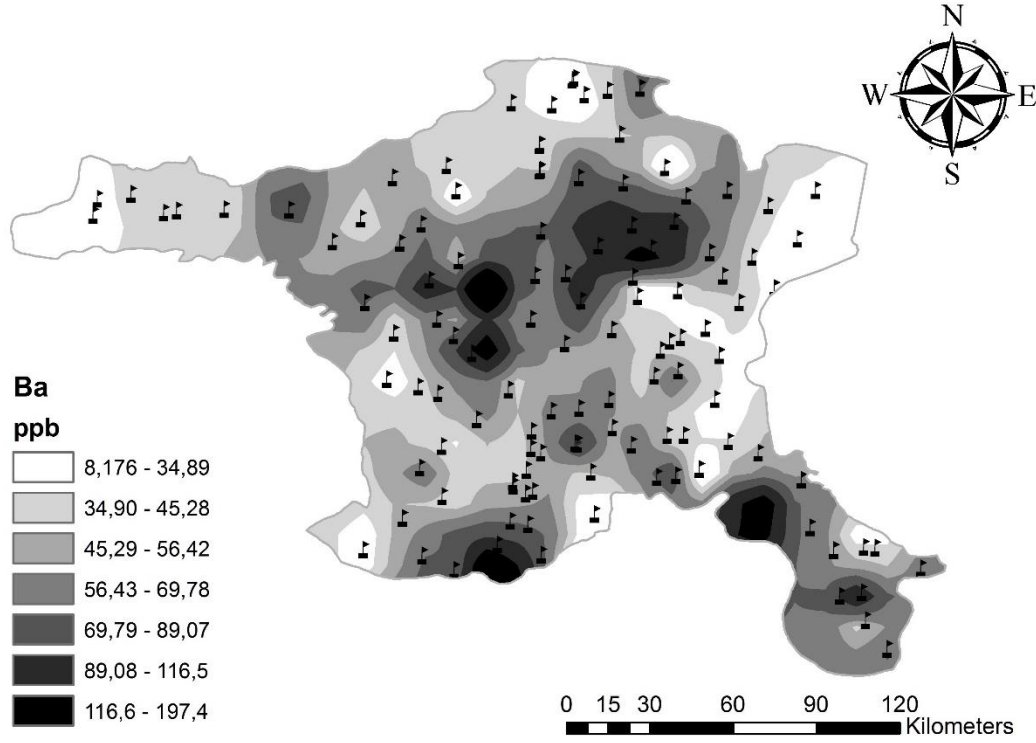 N
W E
S
Ba
ppb
8,176 - 34,89
34,90 - 45,28
45,29 - 56,42
56,43 - 69,78
69,79 - 89,07
89,08 - 116,5
116,6 - 197,4
0 15 30 60 90 120
Kilometers